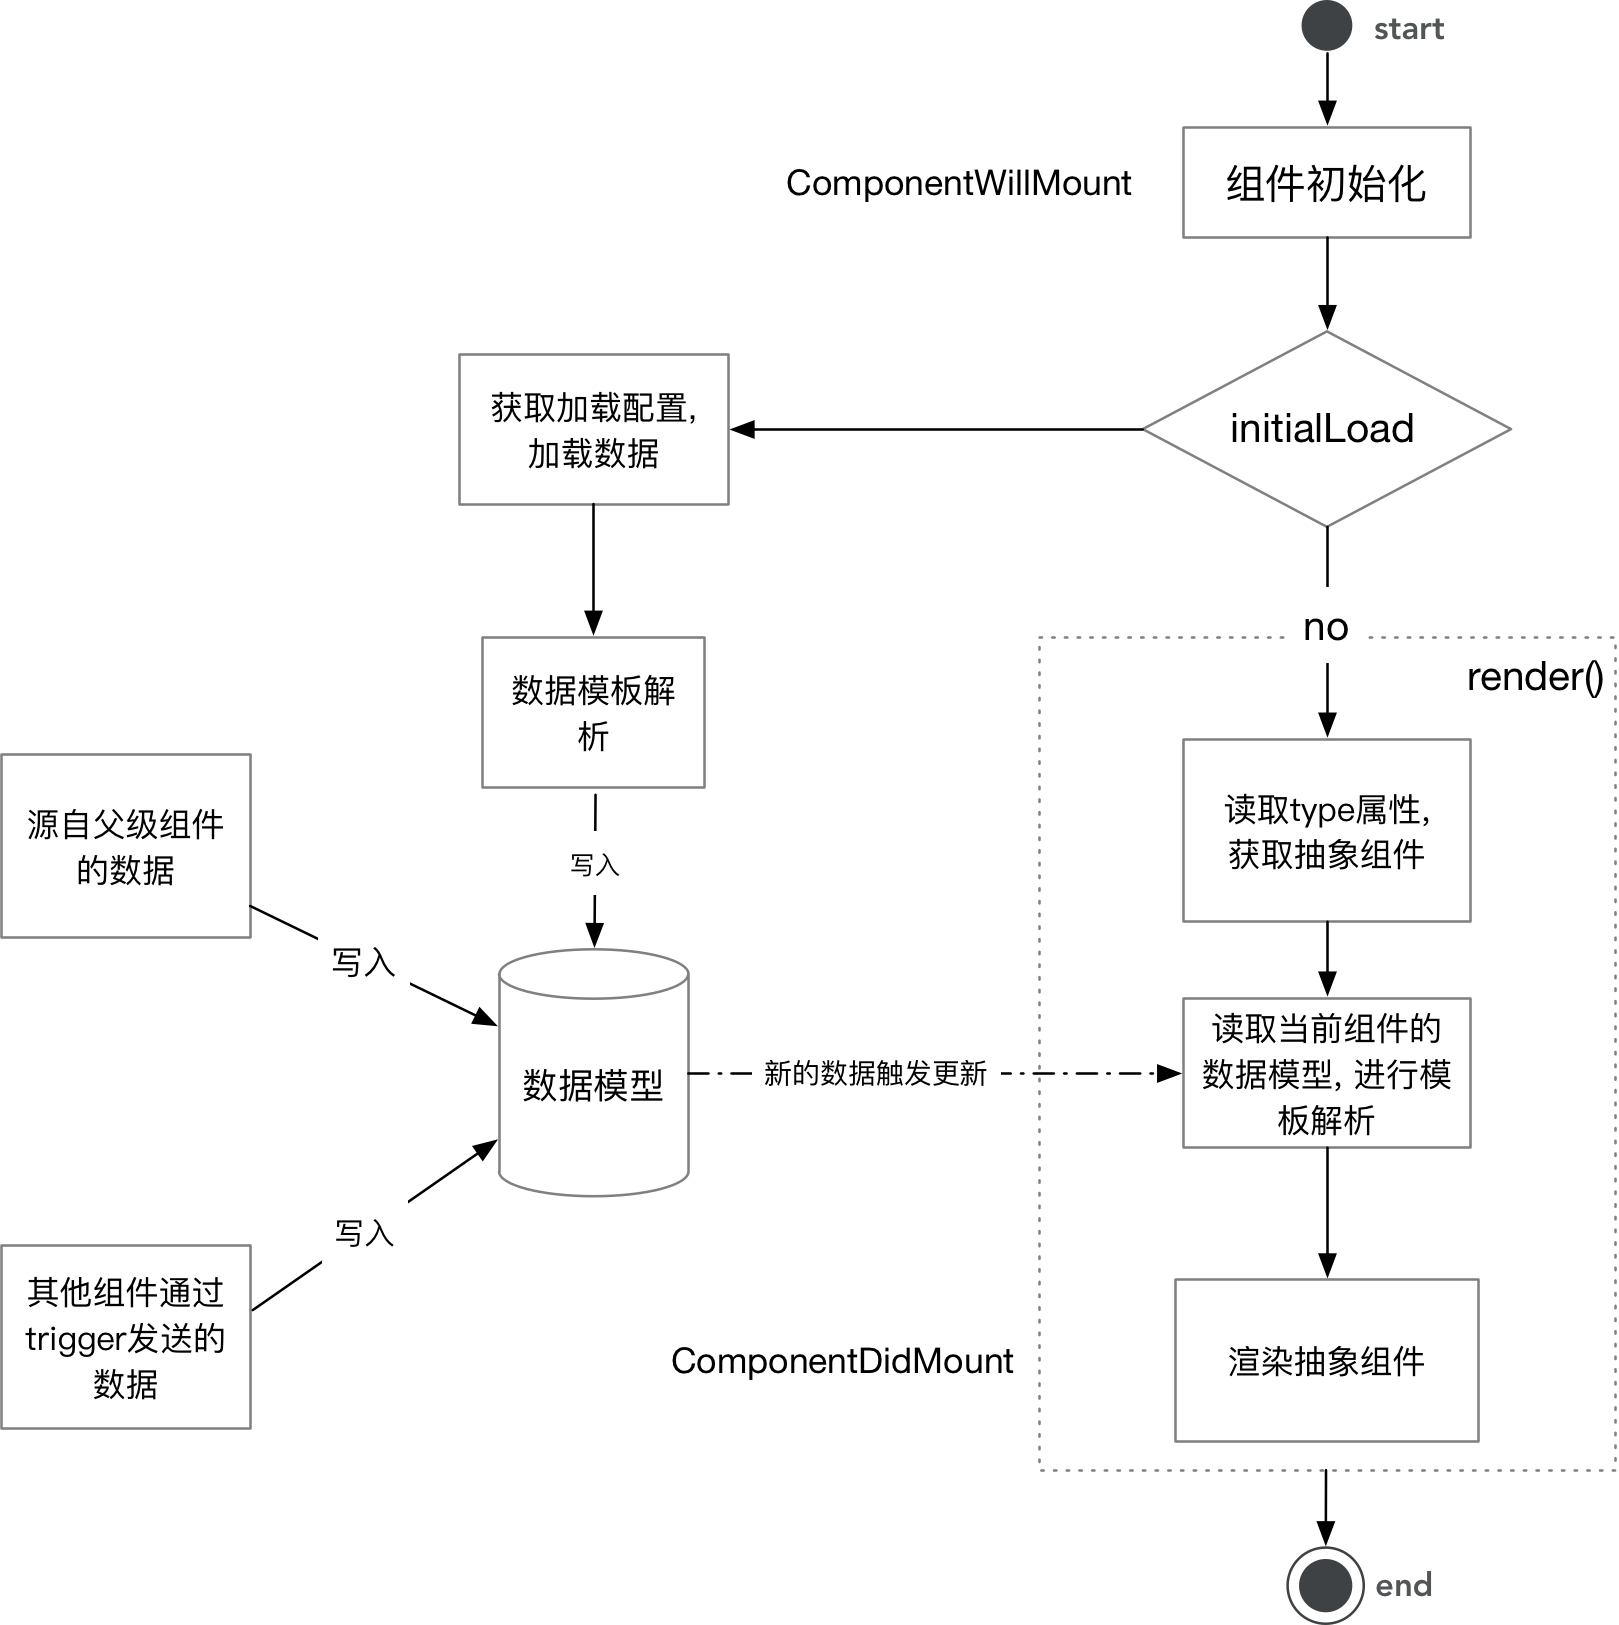 start
ComponentWillMount
组件初始化
获取加载配置，
加载数据
initialLoad
no
render()
数据模板解
析
源自父级组件
的数据
读取type属性，
获取抽象组件
写入
写入
读取当前组件的
数据模型，进行模
板解析
数据模型
新的数据触发更新
写入
其他组件通过
trigger发送的
数据
ComponentDidMount
渲染抽象组件
end